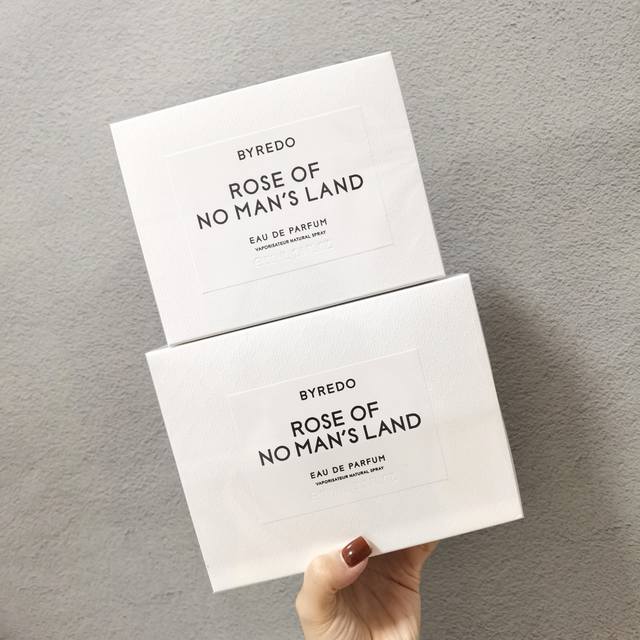 BYREDO
ROSE OF
NO MAN'S LAND
EAU DE PARFUM
VAPORISATEUR NATURAL SPRAY
BYREDO
ROSE OF
NO MAN'S LAND
EAU DE PARFUM
VAPORISATEUR NATURAL SPRAY